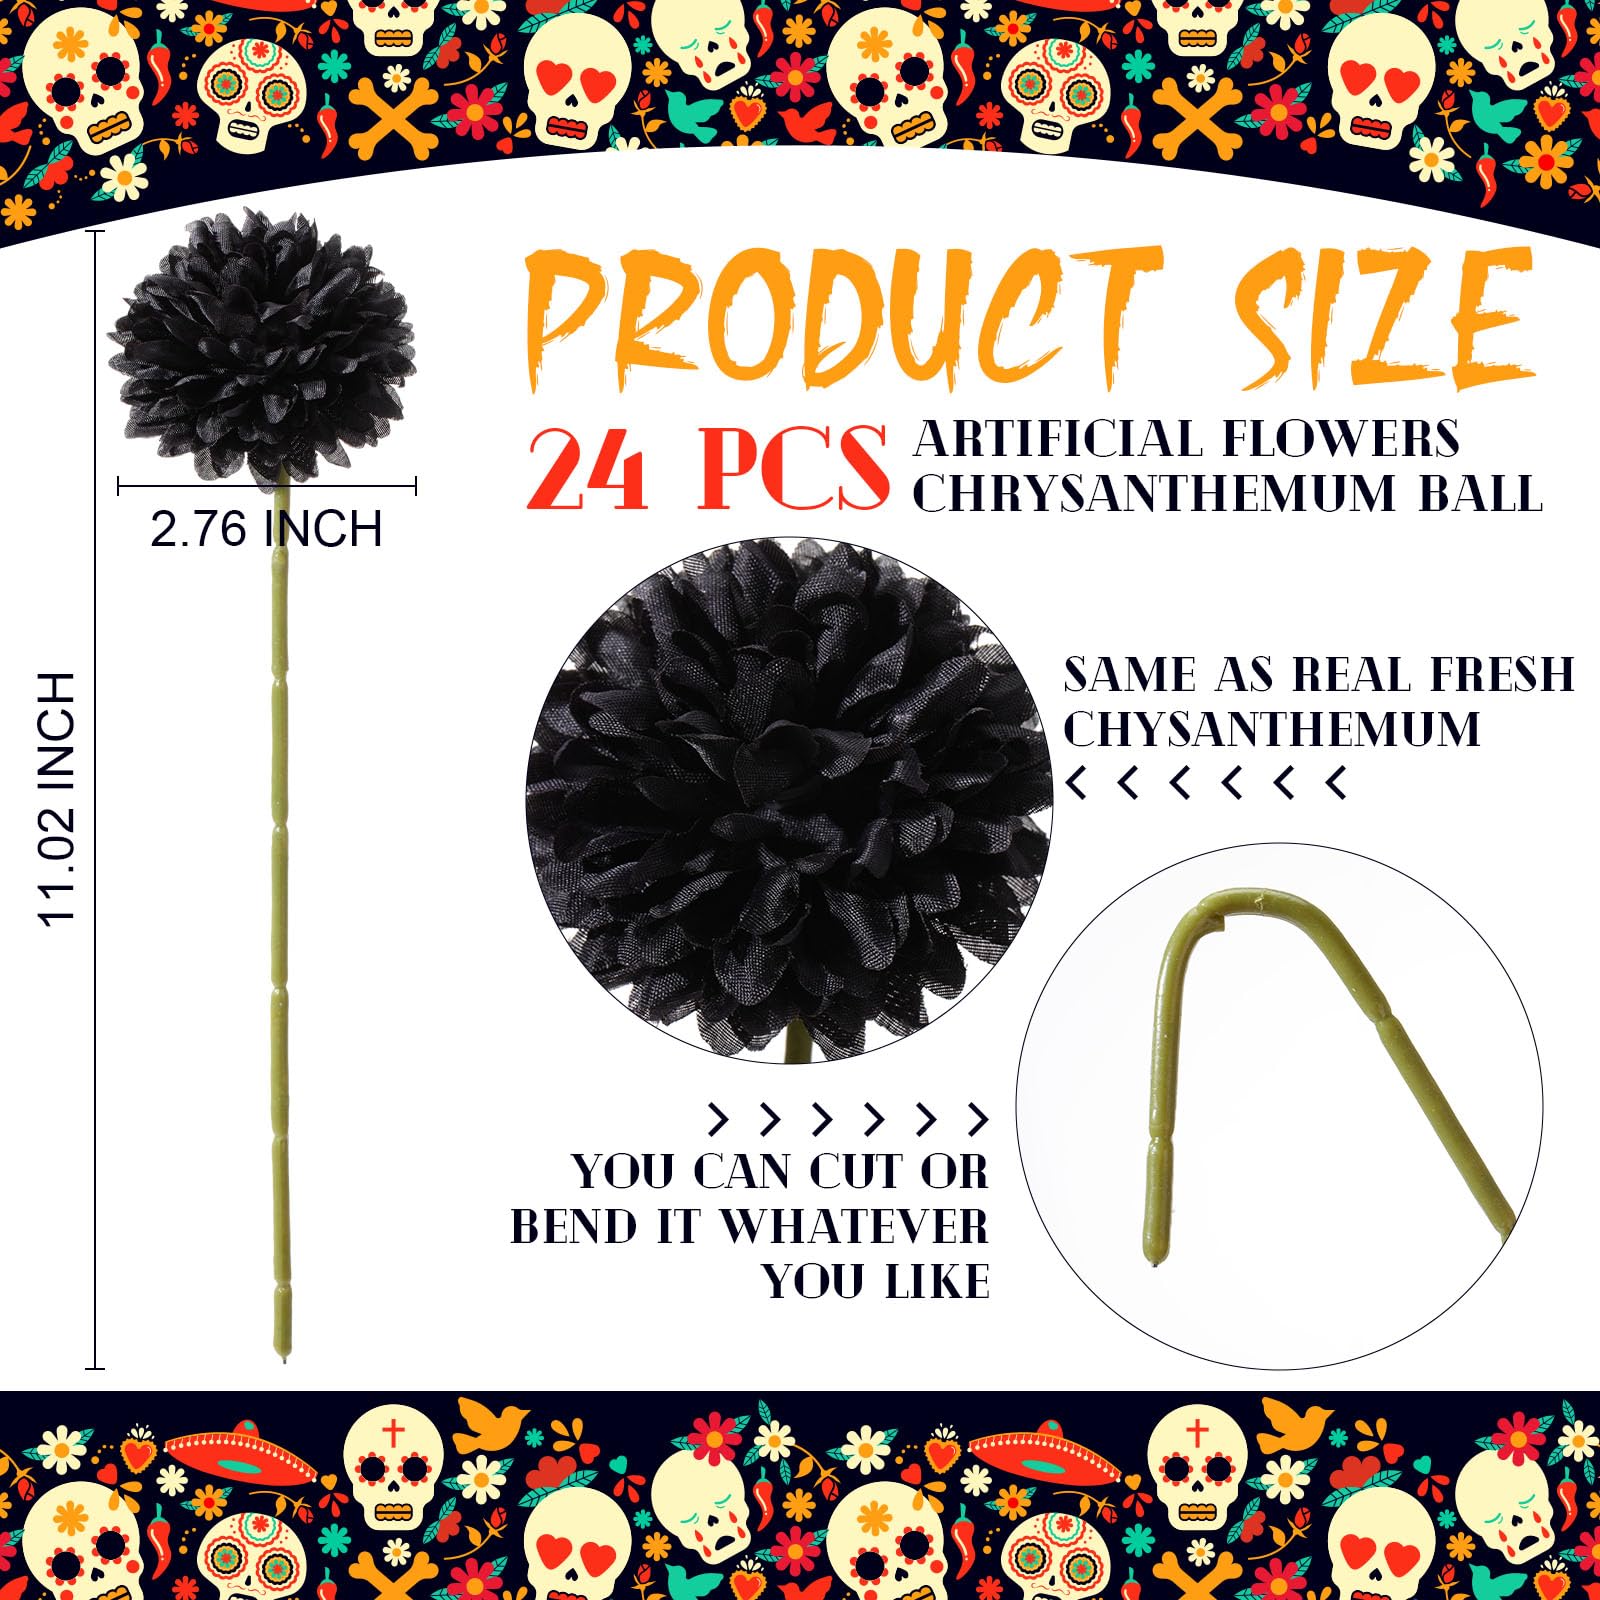 PRODUCT SIZE
24 PCS
ARTIFICIAL FLOWERS
CHRYSANTHEMUM BALL
2.76 INCH
11.02 INCH
SAME AS REAL FRESH
CHYSANTHEMUM
YOU CAN CUT OR
BEND IT WHATEVER
YOU LIKE